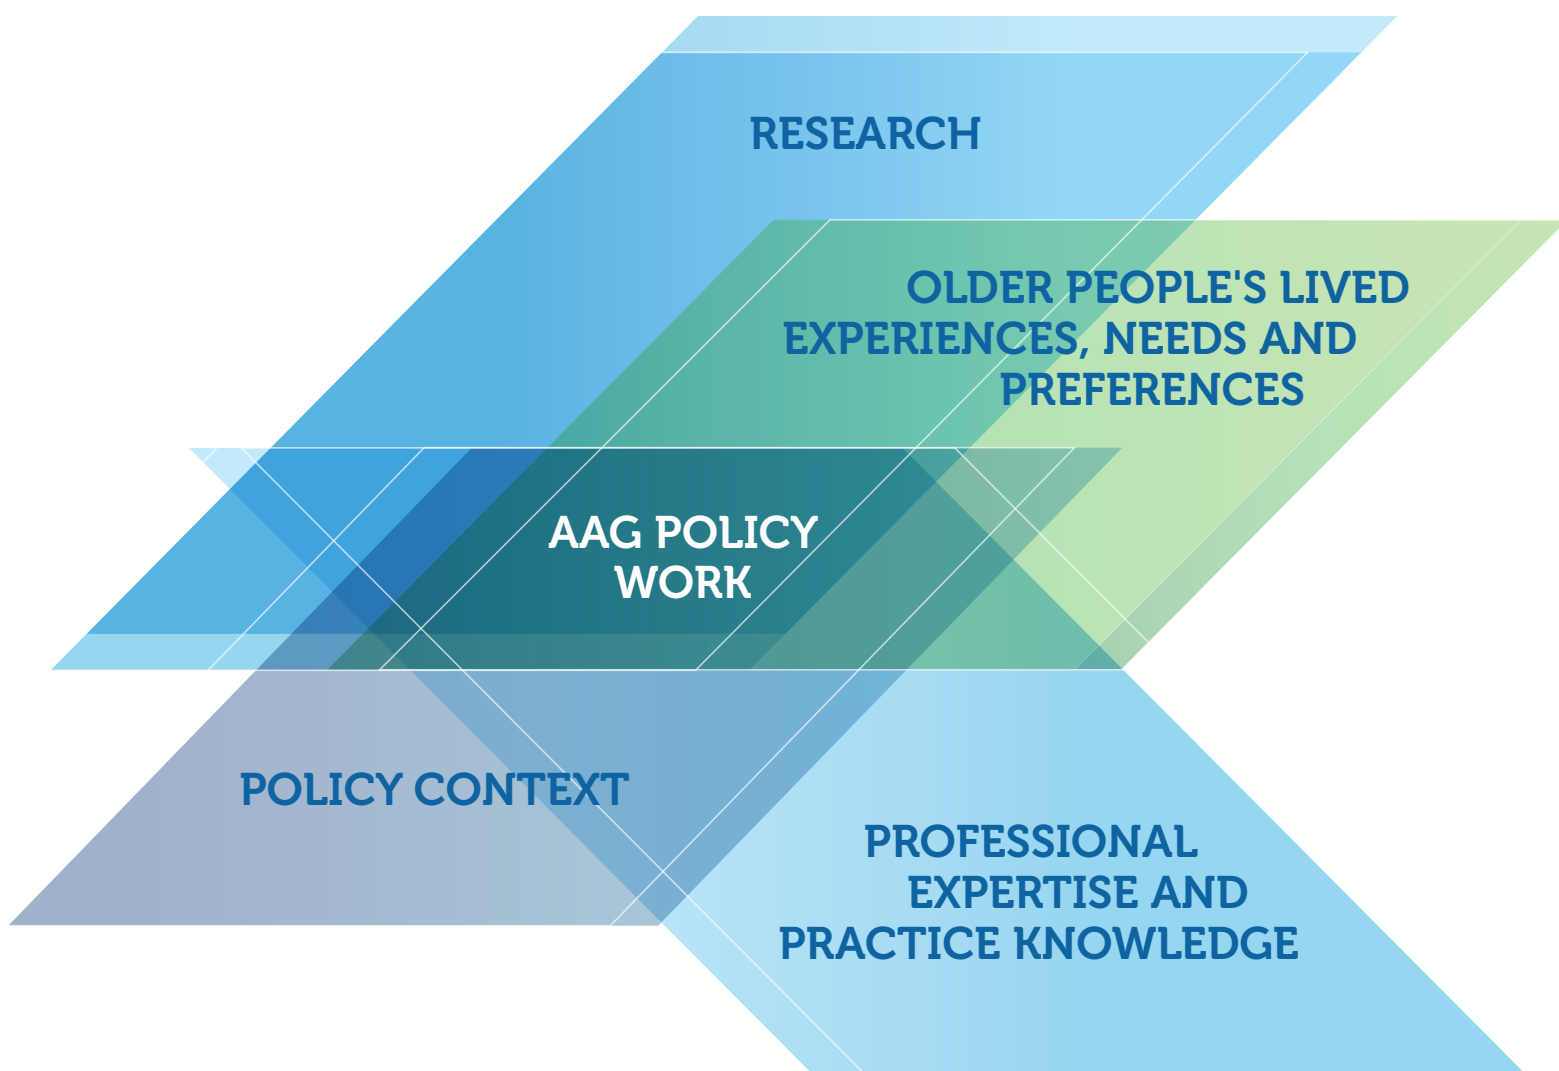 RESEARCH
OLDER PEOPLE'S LIVED
EXPERIENCES, NEEDS AND
PREFERENCES
AAG POLICY
WORK
POLICY CONTEXT
PROFESSIONAL
EXPERTISE AND
PRACTICE KNOWLEDGE